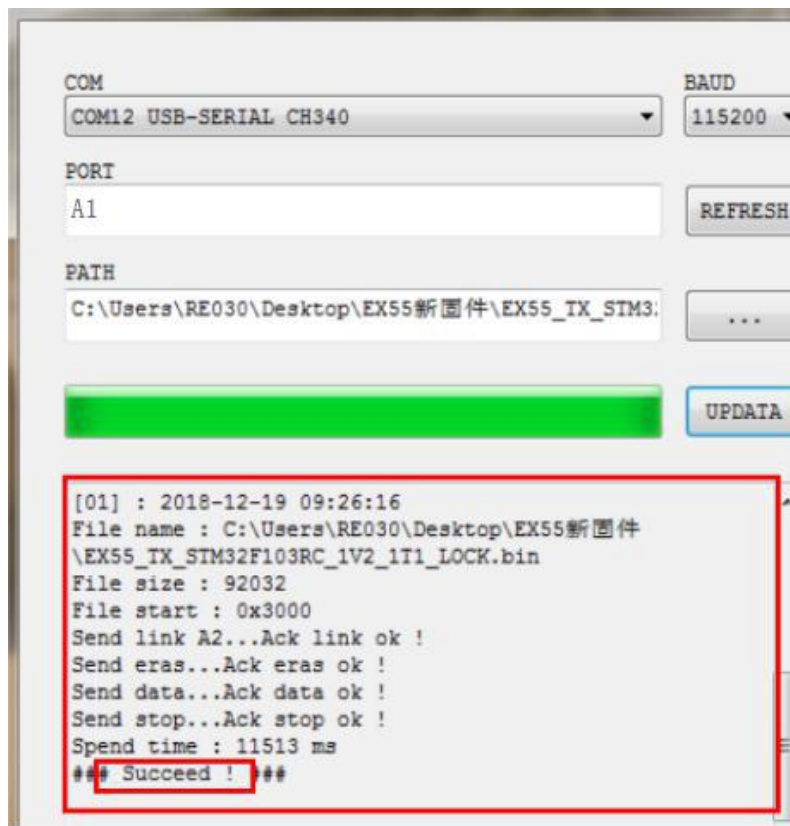 COM
BAUD
COM12 USB-SERIAL CH340
115200
PORT
A1
REFRESH
PATH
C:\Users\RE030\Desktop\EX55新固件\EX55_TX_STM3
...
UPDATA
[01] : 2018-12-19 09:26:16
File name : C:\Users\RE030\Desktop\EX55新固件
\EX55_TX_STM32F103RC_1V2_1T1_LOCK.bin
File size : 92032
File start : 0x3000
Send link A2...Ack link ok !
Send eras...Ack eras ok !
Send data...Ack data ok !
Send stop...Ack stop ok !
Spend time : 11513 ms
### Succeed ! ###